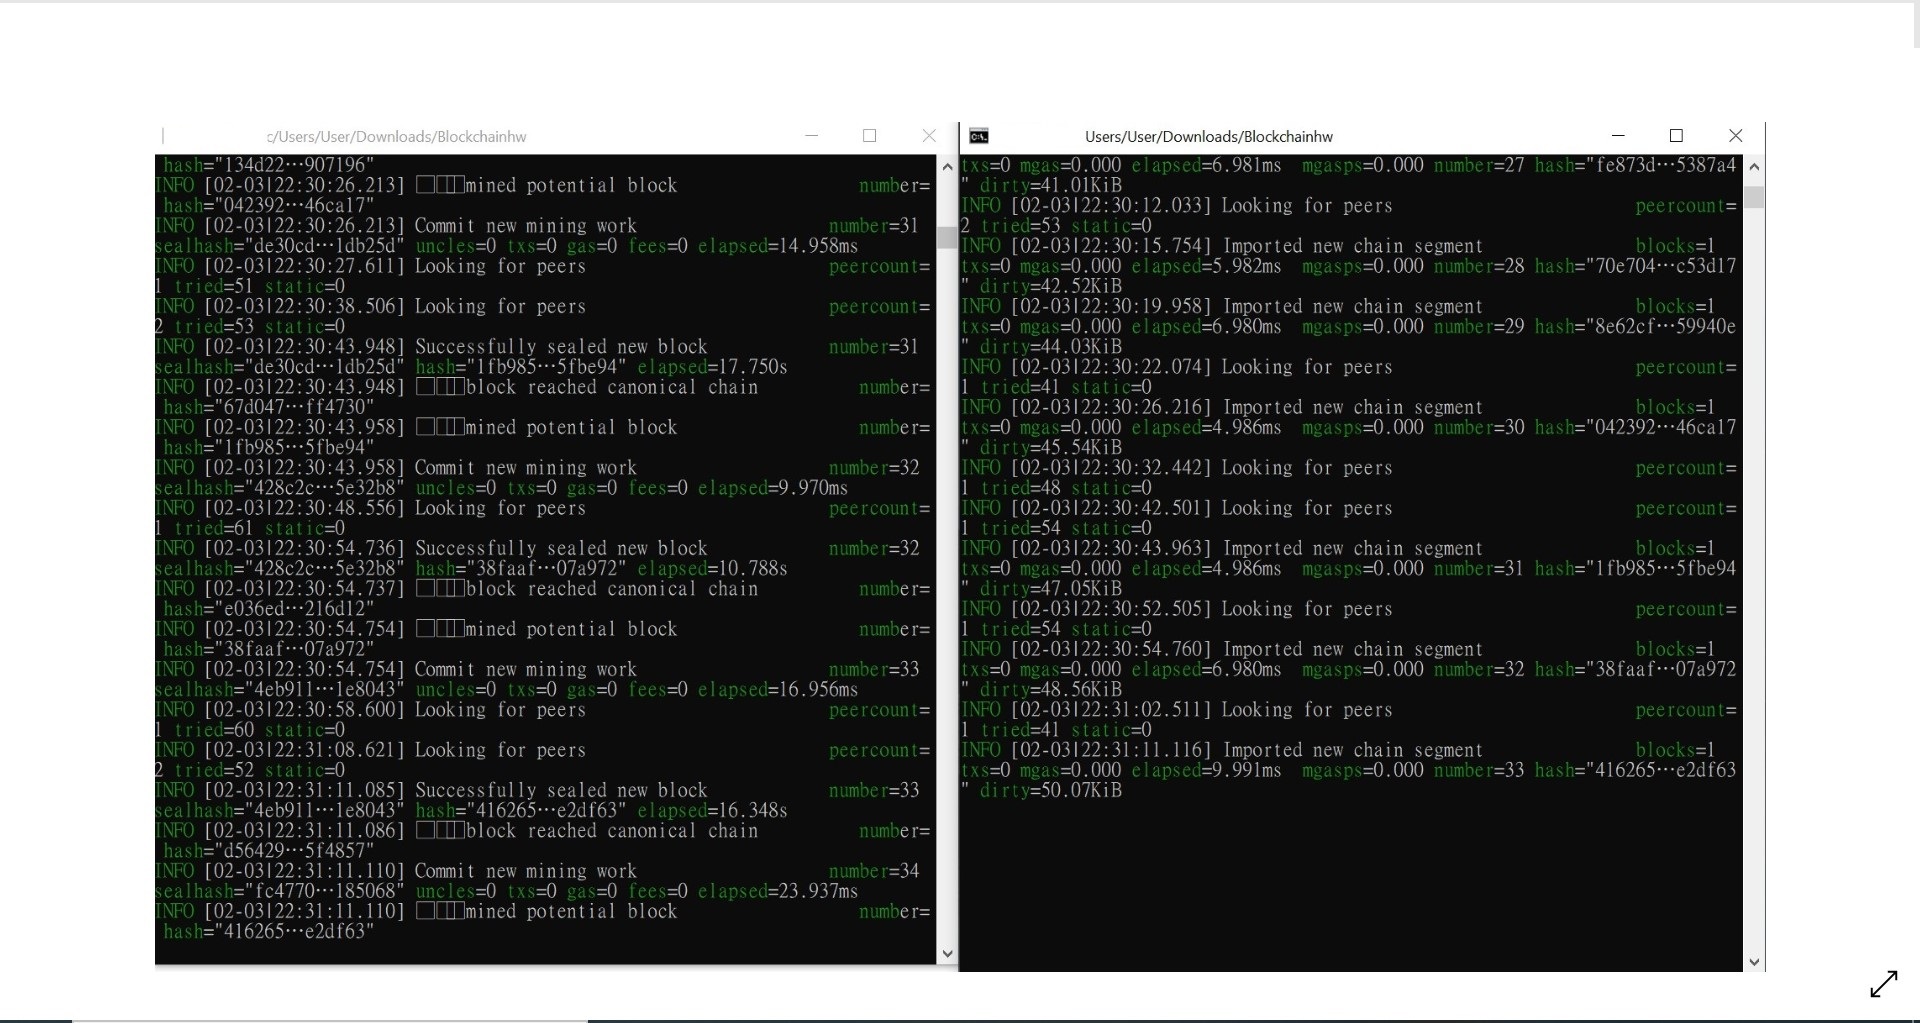 c/Users/User/Downloads/Blockchainhw
hash="134d22…907196"
INFO [02-03|22:30:26.213] □□□mined potential block number=
hash="042392…46ca17"
INFO [02-03|22:30:26.213] Commit new mining work number=31
sealhash="de30cd…1db25d" uncles=0 txs=0 gas=0 fees=0 elapsed=14.958ms
INFO [02-03|22:30:27.611] Looking for peers peercount=
1 tried=51 static=0
INFO [02-03|22:30:38.506] Looking for peers peercount=
2 tried=53 static=0
INFO [02-03|22:30:43.948] Successfully sealed new block number=31
sealhash="de30cd…1db25d" hash="1fb985…5fbe94" elapsed=17.750s
INFO [02-03|22:30:43.948] □□□block reached canonical chain number=
hash="67d047…ff4730"
INFO [02-03|22:30:43.958] □□□mined potential block number=
hash="1fb985…5fbe94"
INFO [02-03|22:30:43.958] Commit new mining work number=32
sealhash="428c2c…5e32b8" uncles=0 txs=0 gas=0 fees=0 elapsed=9.970ms
INFO [02-03|22:30:48.556] Looking for peers peercount=
1 tried=61 static=0
INFO [02-03|22:30:54.736] Successfully sealed new block number=32
sealhash="428c2c…5e32b8" hash="38faaf…07a972" elapsed=10.788s
INFO [02-03|22:30:54.737] □□□block reached canonical chain number=
hash="e036ed…216d12"
INFO [02-03|22:30:54.754] □□□mined potential block number=
hash="38faaf…07a972"
INFO [02-03|22:30:54.754] Commit new mining work number=33
sealhash="4eb911…1e8043" uncles=0 txs=0 gas=0 fees=0 elapsed=16.956ms
INFO [02-03|22:30:58.600] Looking for peers peercount=
1 tried=60 static=0
INFO [02-03|22:31:08.621] Looking for peers peercount=
2 tried=52 static=0
INFO [02-03|22:31:11.085] Successfully sealed new block number=33
sealhash="4eb911…1e8043" hash="416265…e2df63" elapsed=16.348s
INFO [02-03|22:31:11.086] □□□block reached canonical chain number=
hash="d56429…5f4857"
INFO [02-03|22:31:11.110] Commit new mining work number=34
sealhash="fc4770…185068" uncles=0 txs=0 gas=0 fees=0 elapsed=23.937ms
INFO [02-03|22:31:11.110] □□□mined potential block number=
hash="416265…e2df63"
Users/User/Downloads/Blockchainhw
txs=0 mgas=0.000 elapsed=6.981ms mgasps=0.000 number=27 hash="fe873d…5387a4
" dirty=41.01KiB
INFO [02-03|22:30:12.033] Looking for peers peercount=
2 tried=53 static=0
INFO [02-03|22:30:15.754] Imported new chain segment blocks=1
txs=0 mgas=0.000 elapsed=5.982ms mgasps=0.000 number=28 hash="70e704…c53d17
" dirty=42.52KiB
INFO [02-03|22:30:19.958] Imported new chain segment blocks=1
txs=0 mgas=0.000 elapsed=6.980ms mgasps=0.000 number=29 hash="8e62cf…59940e
" dirty=44.03KiB
INFO [02-03|22:30:22.074] Looking for peers peercount=
1 tried=41 static=0
INFO [02-03|22:30:26.216] Imported new chain segment blocks=1
txs=0 mgas=0.000 elapsed=4.986ms mgasps=0.000 number=30 hash="042392…46ca17
" dirty=45.54KiB
INFO [02-03|22:30:32.442] Looking for peers peercount=
1 tried=48 static=0
INFO [02-03|22:30:42.501] Looking for peers peercount=
1 tried=54 static=0
INFO [02-03|22:30:43.963] Imported new chain segment blocks=1
txs=0 mgas=0.000 elapsed=4.986ms mgasps=0.000 number=31 hash="1fb985…5fbe94
" dirty=47.05KiB
INFO [02-03|22:30:52.505] Looking for peers peercount=
1 tried=54 static=0
INFO [02-03|22:30:54.760] Imported new chain segment blocks=1
txs=0 mgas=0.000 elapsed=6.980ms mgasps=0.000 number=32 hash="38faaf…07a972
" dirty=48.56KiB
INFO [02-03|22:31:02.511] Looking for peers peercount=
1 tried=41 static=0
INFO [02-03|22:31:11.116] Imported new chain segment blocks=1
txs=0 mgas=0.000 elapsed=9.991ms mgasps=0.000 number=33 hash="416265…e2df63
" dirty=50.07KiB